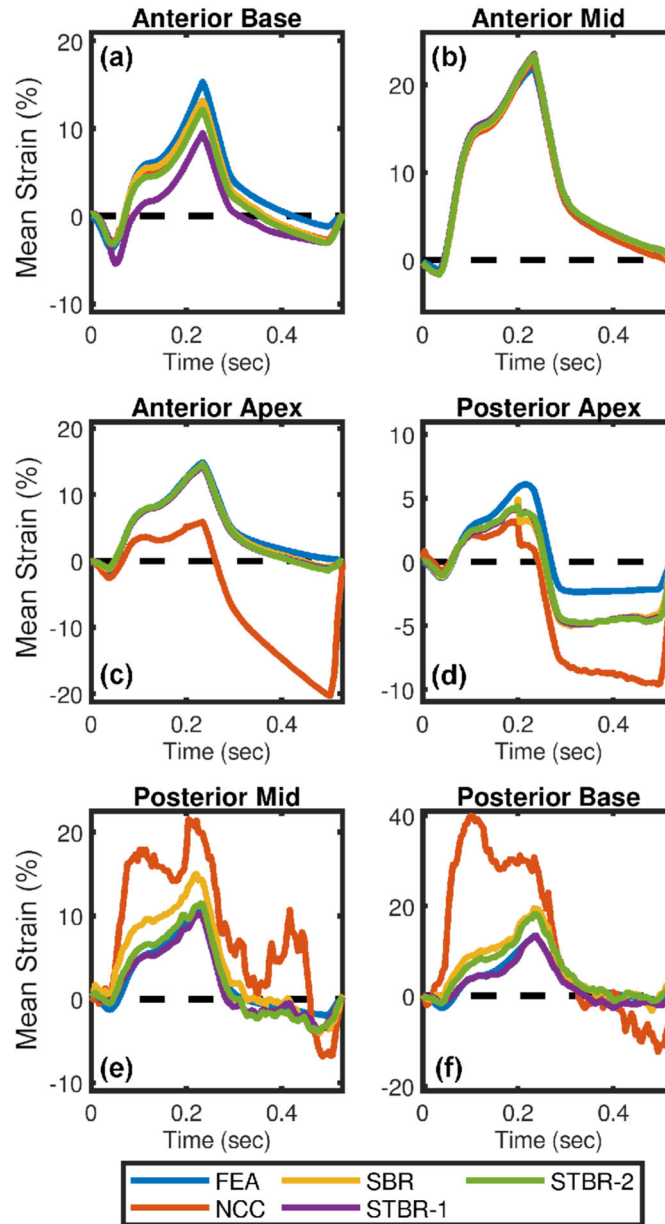 Anterior Base
Anterior Mid
(a)
(b)
Mean Strain (%)
20
10
0
-10
20
10
0
0
0.2
0.4
0
0.2
0.4
Time (sec)
Time (sec)
Anterior Apex
Posterior Apex
(c)
(d)
Mean Strain (%)
20
10
0
-10
-20
10
5
0
-5
-10
0
0.2
0.4
0
0.2
0.4
Time (sec)
Time (sec)
Posterior Mid
Posterior Base
(e)
(f)
Mean Strain (%)
20
10
0
-10
40
20
0
-20
0
0.2
0.4
0
0.2
0.4
Time (sec)
Time (sec)
FEA
SBR
STBR-2
NCC
STBR-1